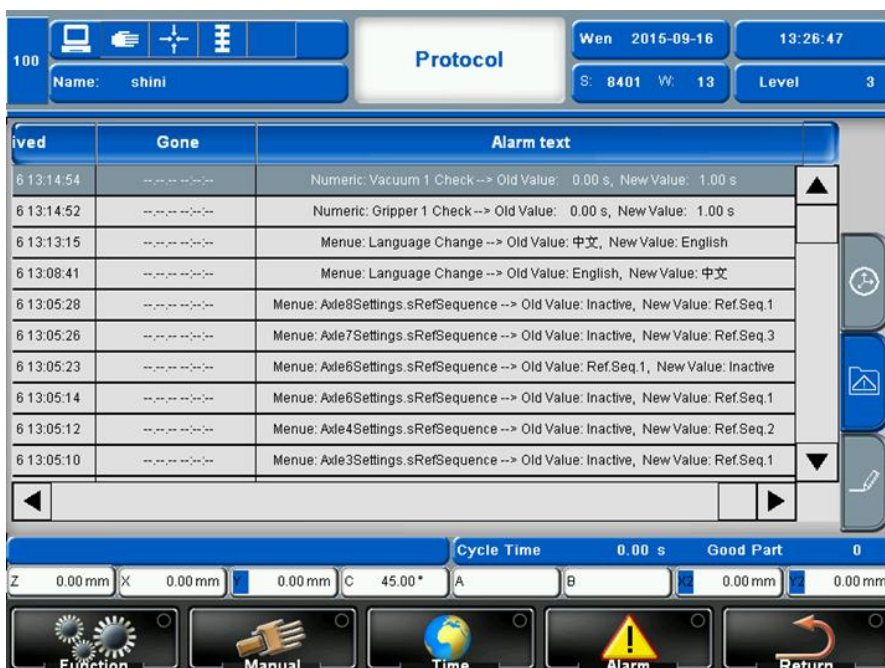 100
Name: shini
Protocol
Wen 2015-09-16
13:26:47
S: 8401 W: 13
Level 3
ived Gone Alarm text
6 13:14:54 --.--.-- --:--:-- Numeric: Vacuum 1 Check --> Old Value: 0.00 s, New Value: 1.00 s
6 13:14:52 --.--.-- --:--:-- Numeric: Gripper 1 Check --> Old Value: 0.00 s, New Value: 1.00 s
6 13:13:15 --.--.-- --:--:-- Menue: Language Change --> Old Value: 中文, New Value: English
6 13:08:41 --.--.-- --:--:-- Menue: Language Change --> Old Value: English, New Value: 中文
6 13:05:28 --.--.-- --:--:-- Menue: Axle8Settings.sRefSequence --> Old Value: Inactive, New Value: Ref.Seq.1
6 13:05:26 --.--.-- --:--:-- Menue: Axle7Settings.sRefSequence --> Old Value: Inactive, New Value: Ref.Seq.3
6 13:05:23 --.--.-- --:--:-- Menue: Axle6Settings.sRefSequence --> Old Value: Ref.Seq.1, New Value: Inactive
6 13:05:14 --.--.-- --:--:-- Menue: Axle6Settings.sRefSequence --> Old Value: Inactive, New Value: Ref.Seq.1
6 13:05:12 --.--.-- --:--:-- Menue: Axle4Settings.sRefSequence --> Old Value: Inactive, New Value: Ref.Seq.2
6 13:05:10 --.--.-- --:--:-- Menue: Axle3Settings.sRefSequence --> Old Value: Inactive, New Value: Ref.Seq.1
Cycle Time 0.00 s Good Part 0
Z 0.00 mm X 0.00 mm Y 0.00 mm C 45.00 ° A B X2 0.00 mm Y2 0.00 mm
Function Manual Time Alarm Return